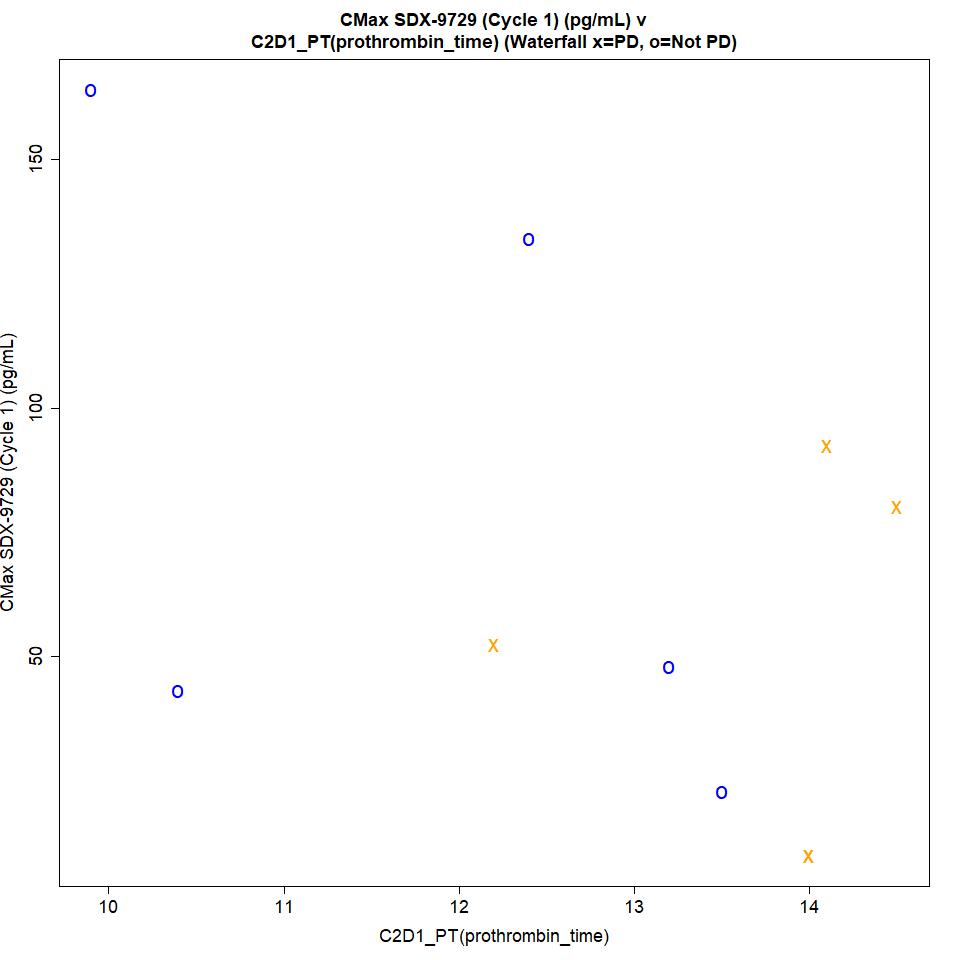 CMax SDX-9729 (Cycle 1) (pg/mL) v
C2D1_PT(prothrombin_time) (Waterfall x=PD, o=Not PD)
CMax SDX-9729 (Cycle 1) (pg/mL)
150
100
50
o
o
x
x
x
o
o
o
x
10 11 12 13 14
C2D1_PT(prothrombin_time)